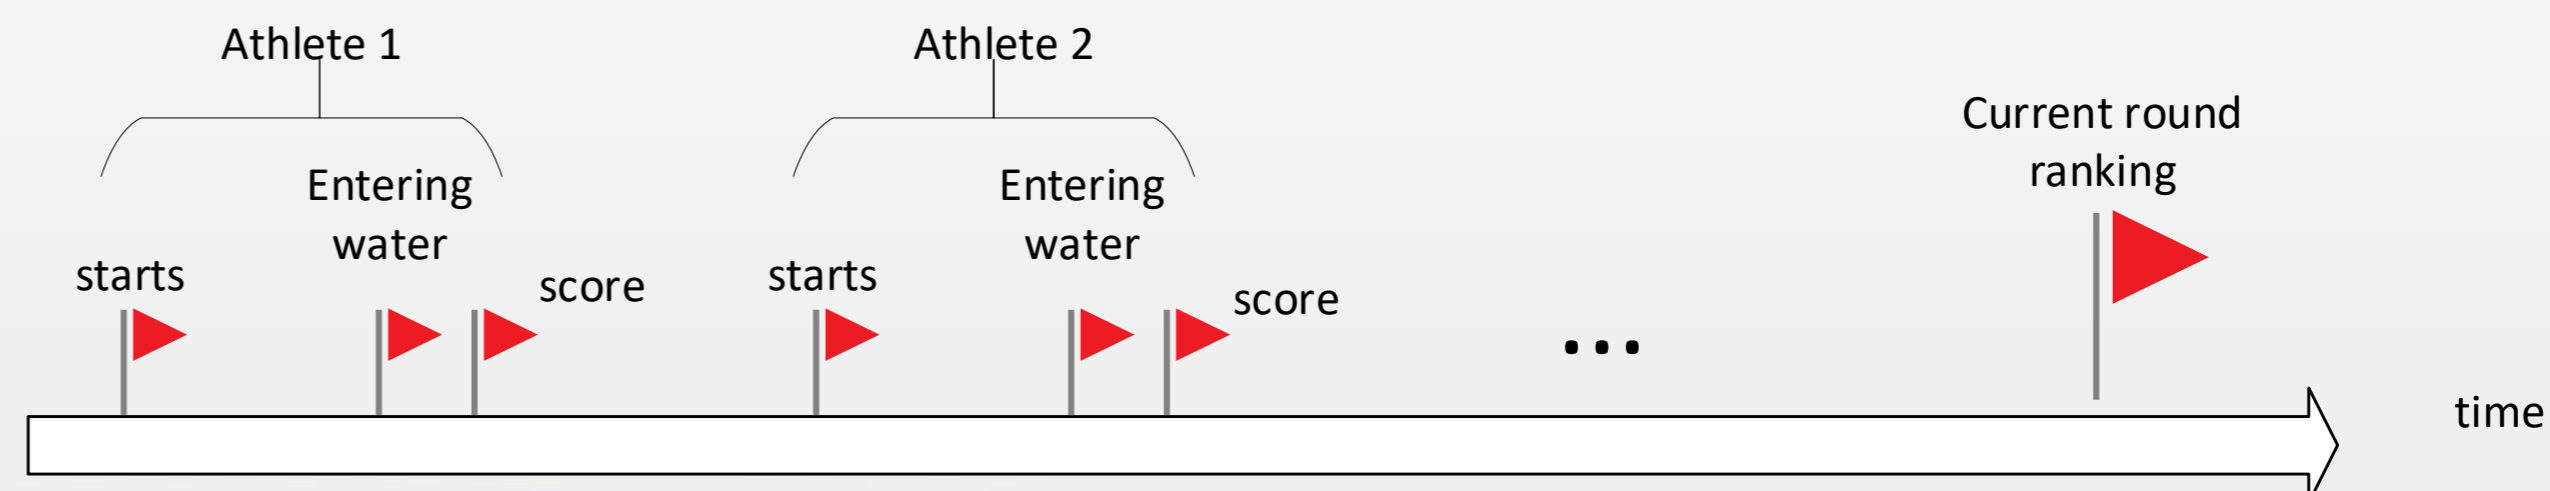 Athlete 1
Athlete 2
Current round
ranking
Entering
water
Entering
water
starts
score
starts
score
...
time